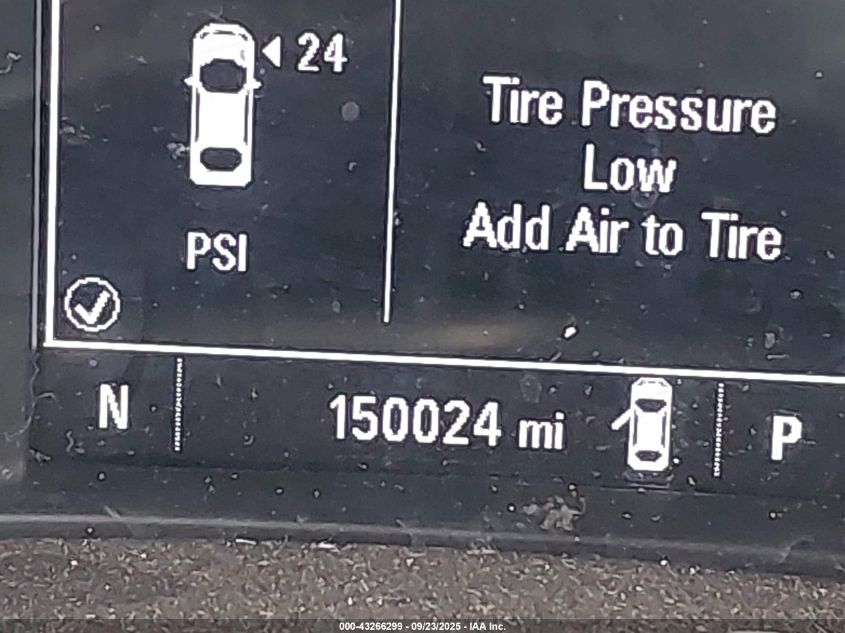 24
PSI
Tire Pressure
Low
Add Air to Tire
N 150024 mi P
000-43266299 - 09/23/2025 - IAA Inc.